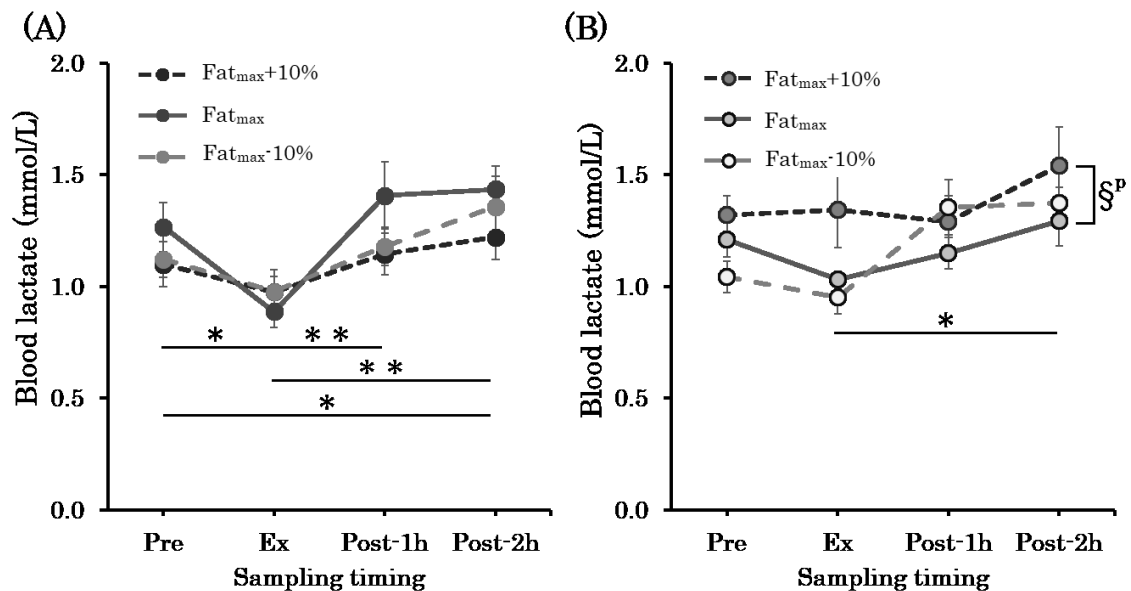 (A)
Blood lactate (mmol/L)
2.0
1.5
1.0
0.5
0.0
Fatmax+10%
Fatmax
Fatmax-10%
* * *
* *
*
Pre Ex Post-1h Post-2h
Sampling timing
(B)
Blood lactate (mmol/L)
2.0
1.5
1.0
0.5
0.0
Fatmax+10%
Fatmax
Fatmax-10%
§p
*
Pre Ex Post-1h Post-2h
Sampling timing